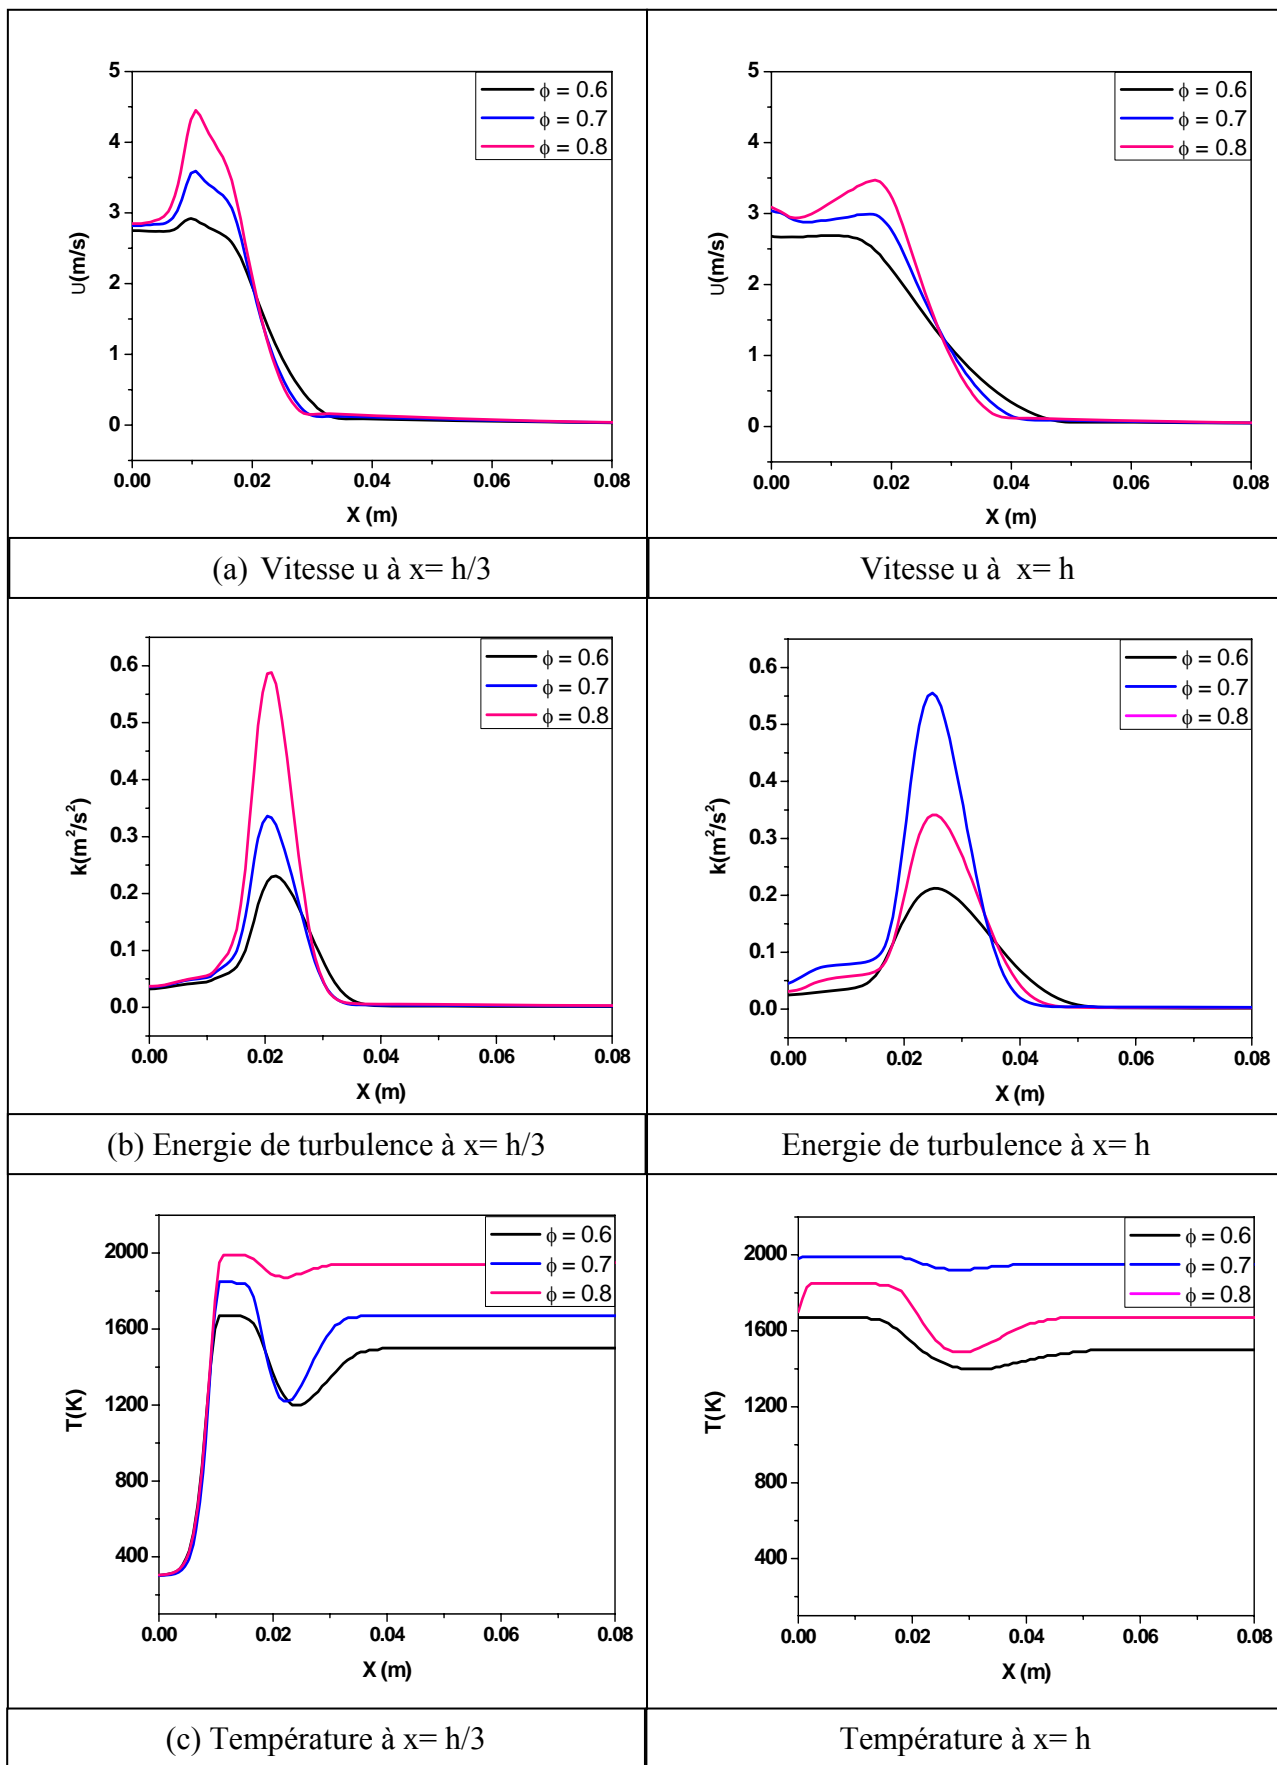 5
4
3
2
1
0
U(m/s)
0.00 0.02 0.04 0.06 0.08
X (m)
ϕ = 0.6
ϕ = 0.7
ϕ = 0.8
5
4
3
2
1
0
U(m/s)
0.00 0.02 0.04 0.06 0.08
X (m)
ϕ = 0.6
ϕ = 0.7
ϕ = 0.8
(a) Vitesse u à x= h/3
Vitesse u à x= h
0.6
0.5
0.4
0.3
0.2
0.1
0.0
k(m²/s²)
0.00 0.02 0.04 0.06 0.08
X (m)
ϕ = 0.6
ϕ = 0.7
ϕ = 0.8
0.6
0.5
0.4
0.3
0.2
0.1
0.0
k(m²/s²)
0.00 0.02 0.04 0.06 0.08
X (m)
ϕ = 0.6
ϕ = 0.7
ϕ = 0.8
(b) Energie de turbulence à x= h/3
Energie de turbulence à x= h
2000
1600
1200
800
400
T(K)
0.00 0.02 0.04 0.06 0.08
X (m)
ϕ = 0.6
ϕ = 0.7
ϕ = 0.8
2000
1600
1200
800
400
T(K)
0.00 0.02 0.04 0.06 0.08
X (m)
ϕ = 0.6
ϕ = 0.7
ϕ = 0.8
(c) Température à x= h/3
Température à x= h